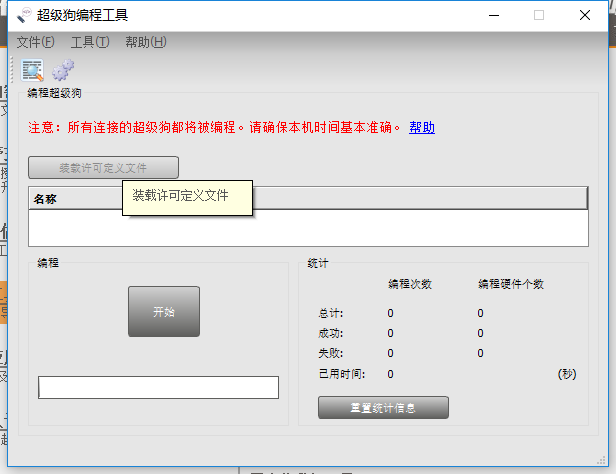 超级狗编程工具
文件(F) 工具(T) 帮助(H)
编程超级狗
注意：所有连接的超级狗都将被编程。请确保本机时间基本准确。 帮助
装载许可定义文件
装载许可定义文件
名称
编程
开始
统计
编程次数 编程硬件个数
总计: 0 0
成功: 0 0
失败: 0 0
已用时间: 0 (秒)
重置统计信息